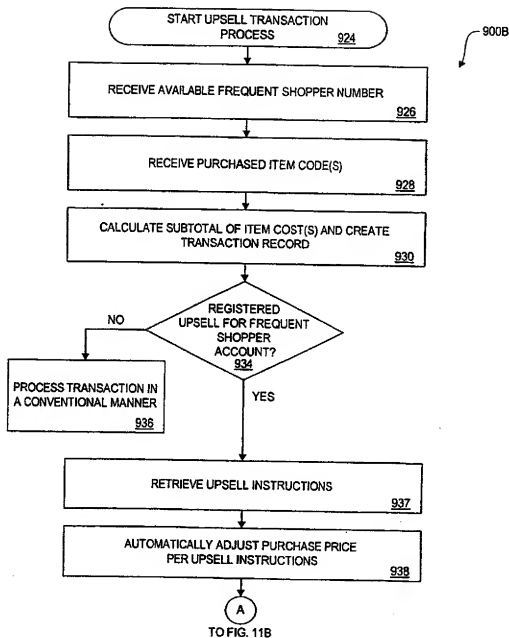 START UPSELL TRANSACTION
PROCESS
924
900B
RECEIVE AVAILABLE FREQUENT SHOPPER NUMBER
926
RECEIVE PURCHASED ITEM CODE(S)
928
CALCULATE SUBTOTAL OF ITEM COST(S) AND CREATE
TRANSACTION RECORD
930
REGISTERED
UPSELL FOR FREQUENT
SHOPPER
ACCOUNT?
934
NO
PROCESS TRANSACTION IN
A CONVENTIONAL MANNER
936
YES
RETRIEVE UPSELL INSTRUCTIONS
937
AUTOMATICALLY ADJUST PURCHASE PRICE
PER UPSELL INSTRUCTIONS
938
A
TO FIG. 11B